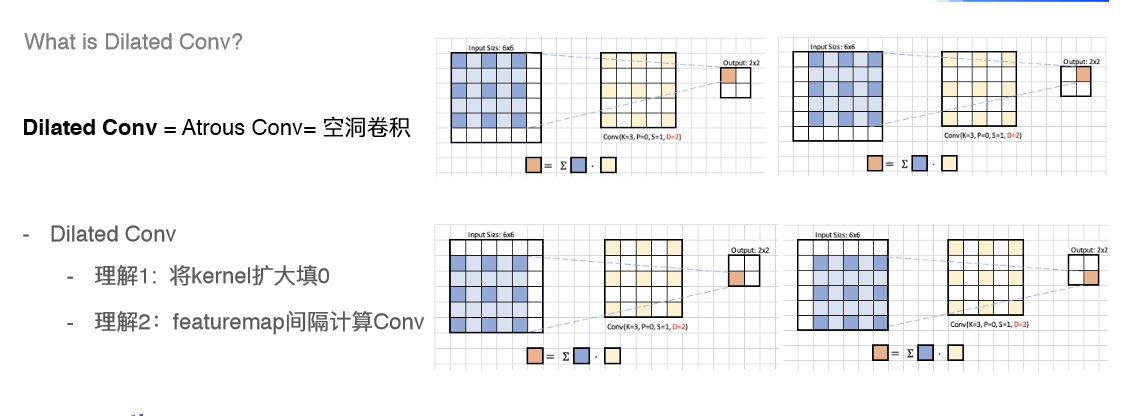 What is Dilated Conv?
Dilated Conv = Atrous Conv= 空洞卷积
- Dilated Conv
- 理解1：将kernel扩大填0
- 理解2：featuremap间隔计算Conv
Input Sizs: 6x6
Output: 2x2
Conv(K=3, P=0, S=1, D=2)
= Σ ·
Input Sizs: 6x6
Output: 2x2
Conv(K=3, P=0, S=1, D=2)
= Σ ·
Input Sizs: 6x6
Output: 2x2
Conv(K=3, P=0, S=1, D=2)
= Σ ·
Input Sizs: 6x6
Output: 2x2
Conv(K=3, P=0, S=1, D=2)
= Σ ·